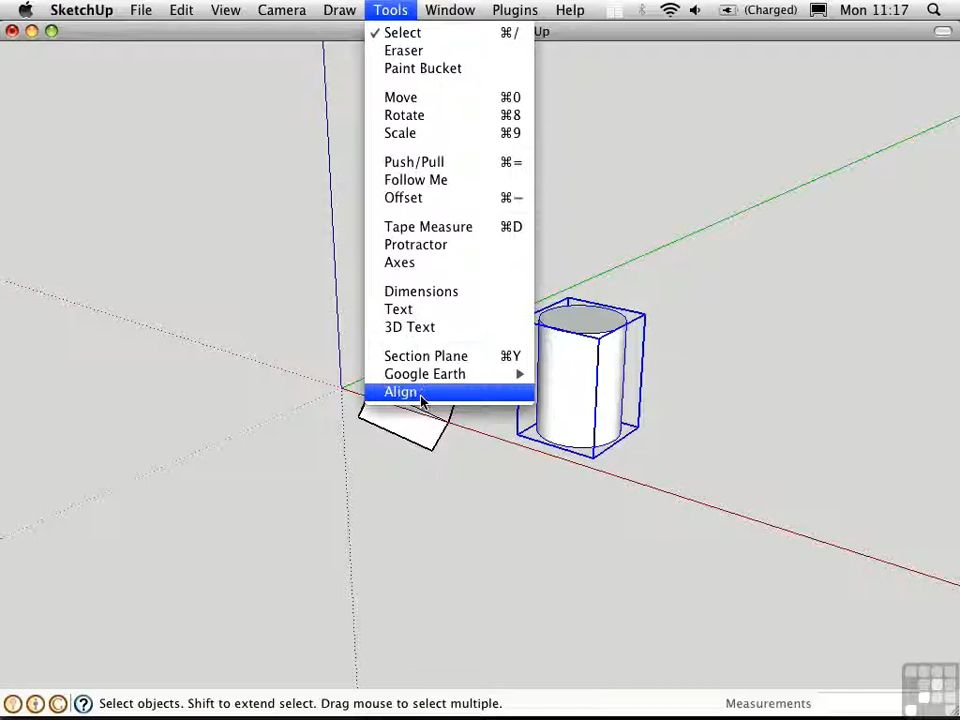 SketchUp File Edit View Camera Draw Tools Window Plugins Help (Charged) Mon 11:17
Up
✓ Select ⌘/
Eraser
Paint Bucket
Move ⌘0
Rotate ⌘8
Scale ⌘9
Push/Pull ⌘=
Follow Me
Offset ⌘−
Tape Measure ⌘D
Protractor
Axes
Dimensions
Text
3D Text
Section Plane ⌘Y
Google Earth
Align
Select objects. Shift to extend select. Drag mouse to select multiple. Measurements